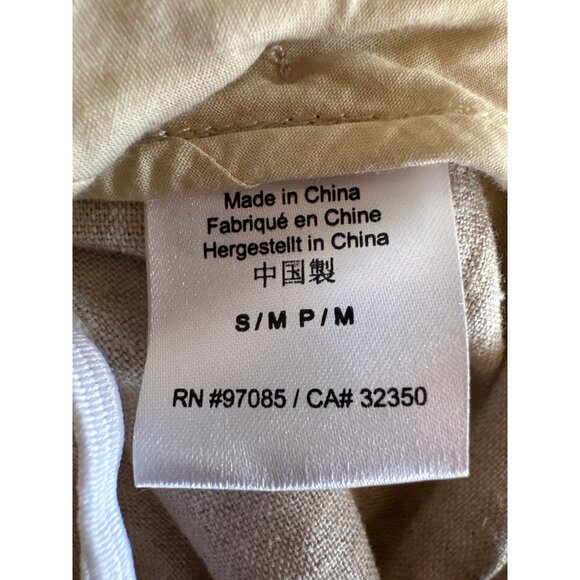 Made in China
Fabriqué en Chine
Hergestellt in China
中国製
S/M P/M
RN #97085 / CA# 32350